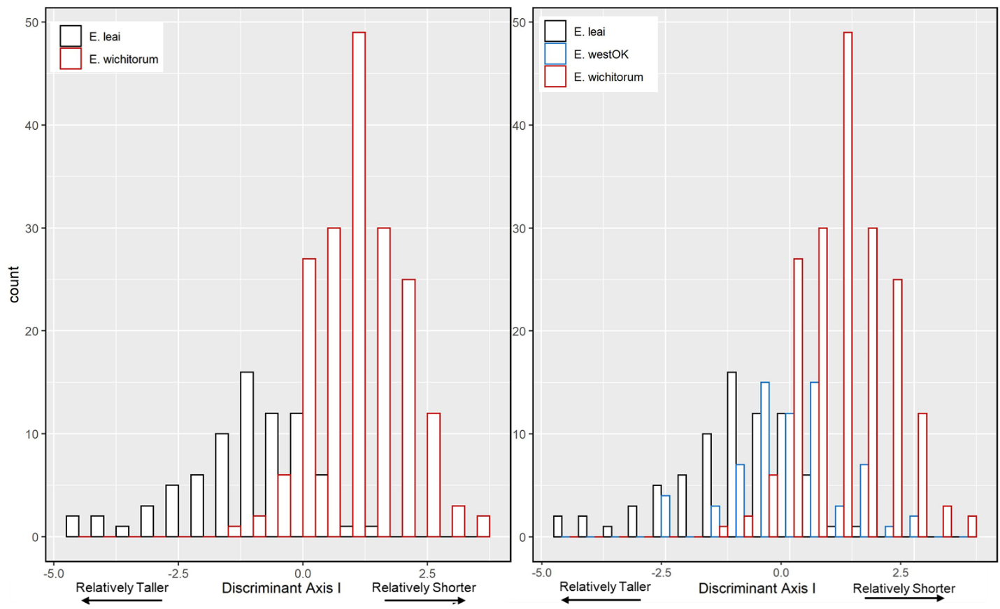 50
40
30
20
10
0
count
E. leai
E. wichitorum
-5.0 -2.5 0.0 2.5
Relatively Taller Discriminant Axis I Relatively Shorter
50
40
30
20
10
0
E. leai
E. westOK
E. wichitorum
-5.0 -2.5 0.0 2.5
Relatively Taller Discriminant Axis I Relatively Shorter